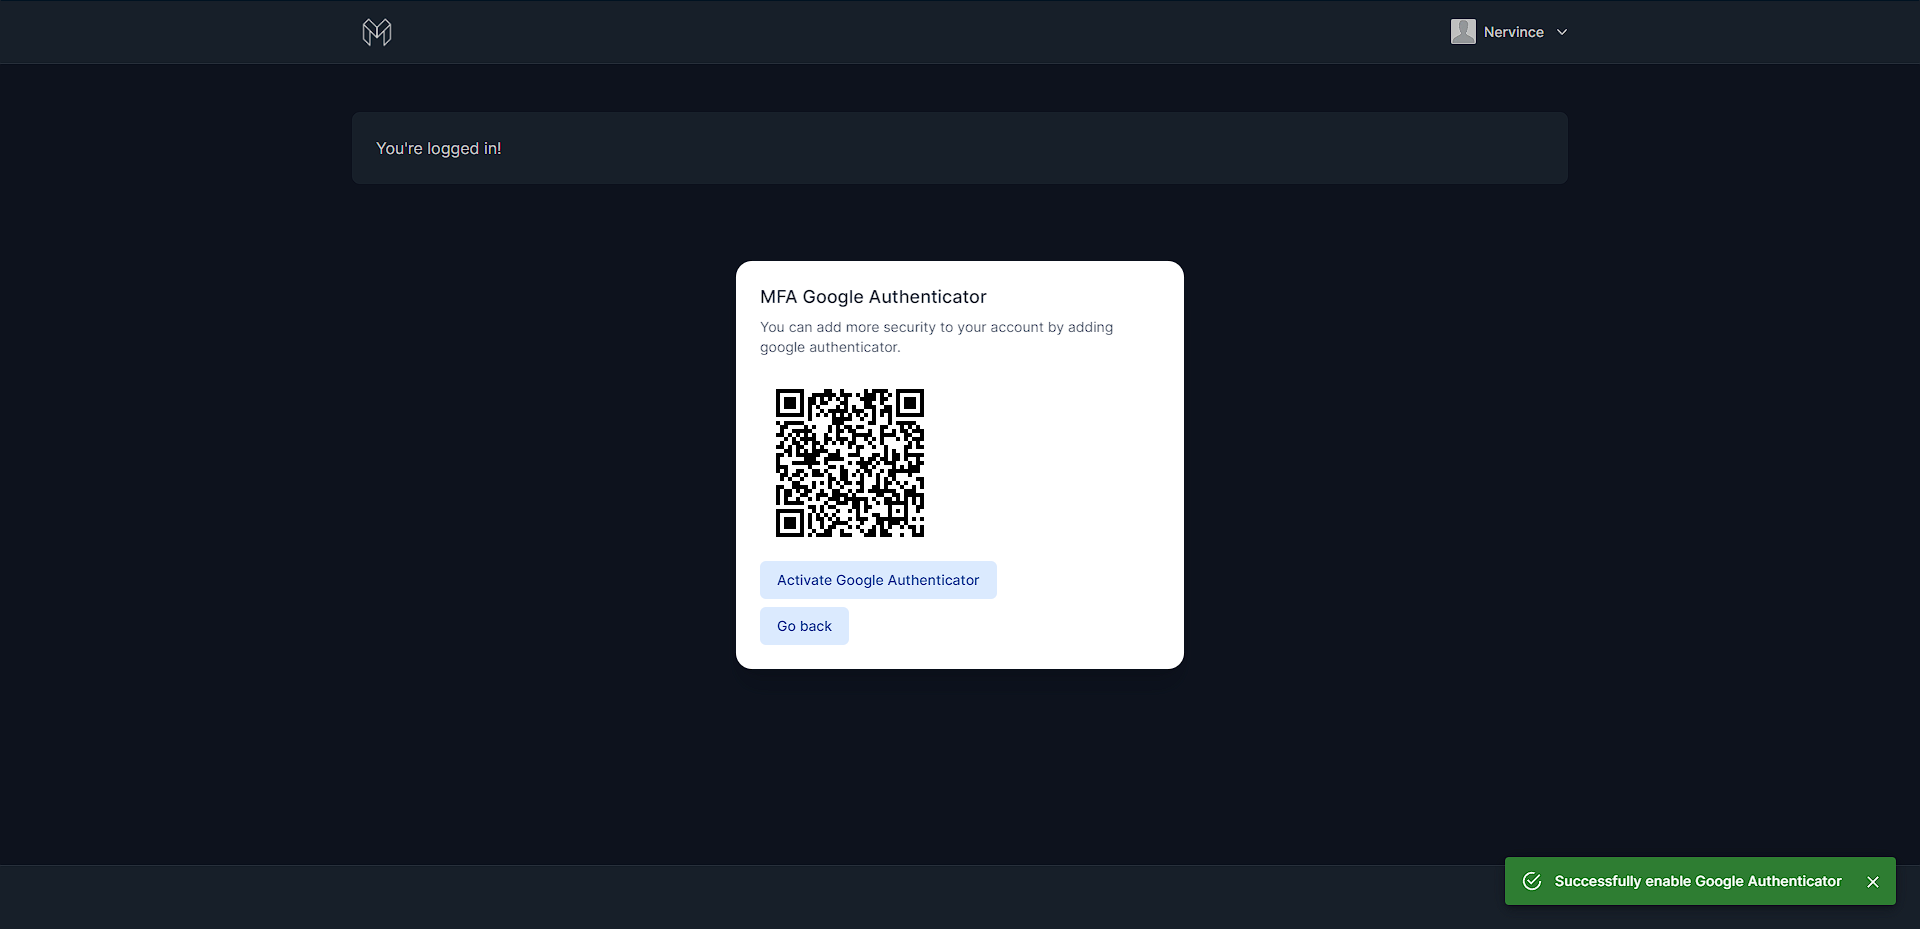 Nervince
You're logged in!
MFA Google Authenticator
You can add more security to your account by adding
google authenticator.
Activate Google Authenticator
Go back
Successfully enable Google Authenticator